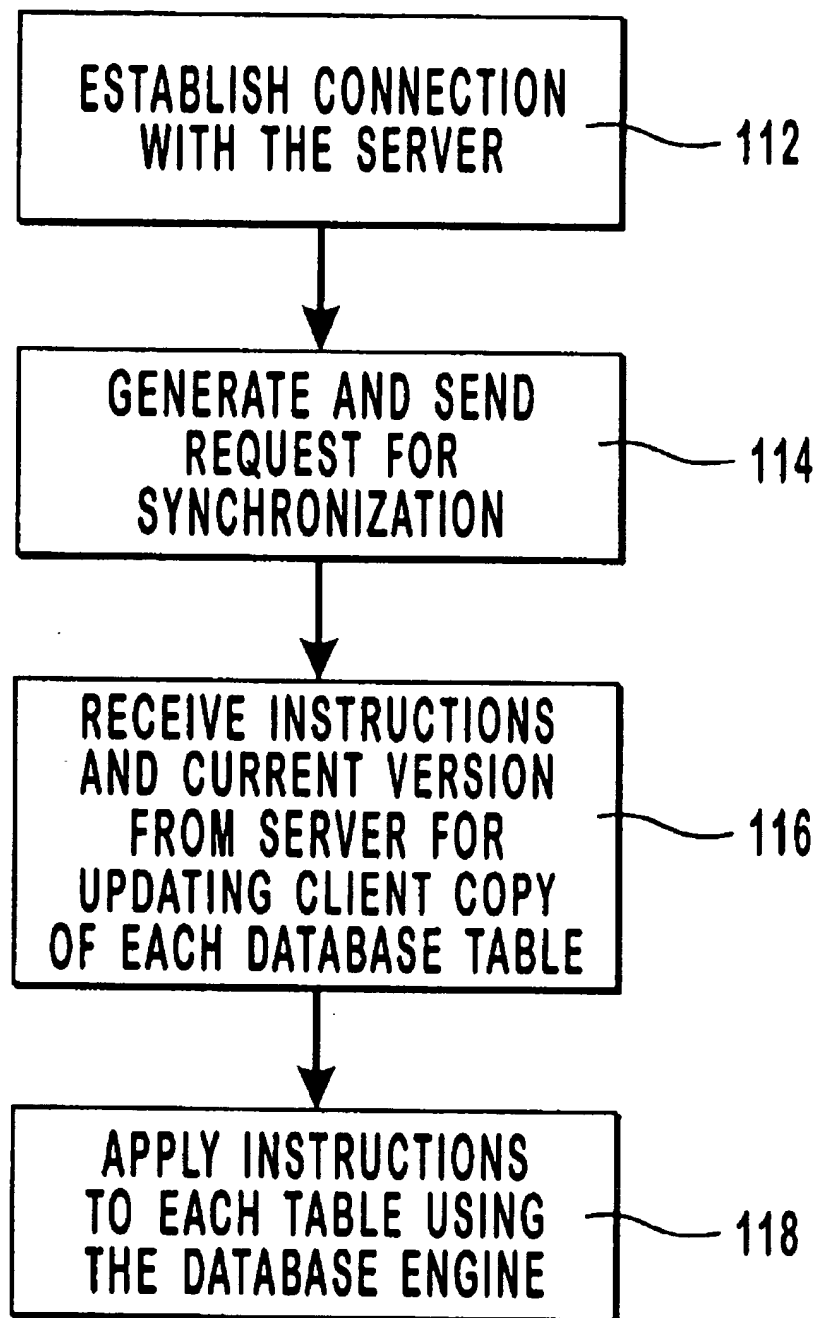 ESTABLISH CONNECTION
WITH THE SERVER
112
GENERATE AND SEND
REQUEST FOR
SYNCHRONIZATION
114
RECEIVE INSTRUCTIONS
AND CURRENT VERSION
FROM SERVER FOR
UPDATING CLIENT COPY
OF EACH DATABASE TABLE
116
APPLY INSTRUCTIONS
TO EACH TABLE USING
THE DATABASE ENGINE
118